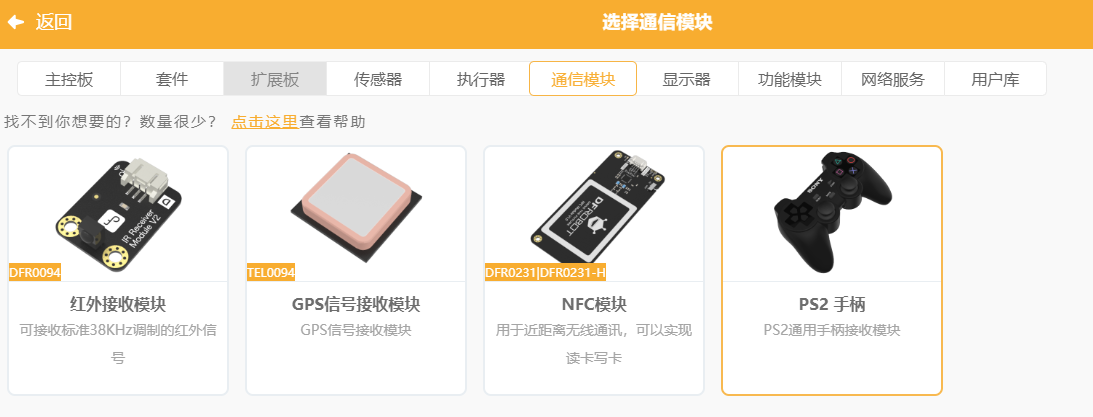 返回
选择通信模块
主控板 套件 扩展板 传感器 执行器 通信模块 显示器 功能模块 网络服务 用户库
找不到你想要的？数量很少？ 点击这里查看帮助
IR Receiver
Module V2
DFR0094
红外接收模块
可接收标准38KHz调制的红外信
号
TEL0094
GPS信号接收模块
GPS信号接收模块
DFROBOT
DFR0231|DFR0231-H
NFC模块
用于近距离无线通讯，可以实现
读卡写卡
PS2 手柄
PS2通用手柄接收模块